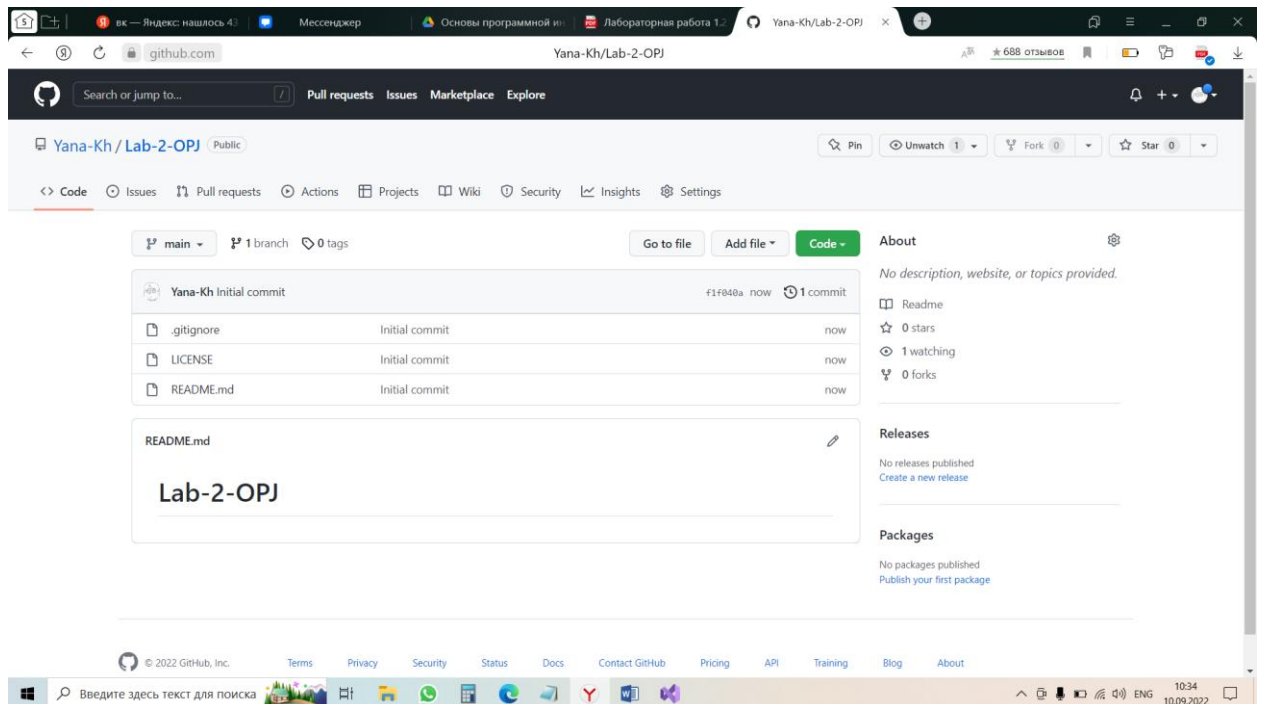 5 вк — Яндекс: нашлось 43 Мессенджер Основы программной ин Лабораторная работа 1.2 Yana-Kh/Lab-2-OPJ
github.com Yana-Kh/Lab-2-OPJ ★ 688 отзывов
Search or jump to... / Pull requests Issues Marketplace Explore
Yana-Kh / Lab-2-OPJ Public Pin Unwatch 1 Fork 0 Star 0
<> Code Issues Pull requests Actions Projects Wiki Security Insights Settings
main 1 branch 0 tags Go to file Add file Code
Yana-Kh Initial commit f1f040a now 1 commit
.gitignore Initial commit now
LICENSE Initial commit now
README.md Initial commit now
README.md
Lab-2-OPJ
About
No description, website, or topics provided.
Readme
0 stars
1 watching
0 forks
Releases
No releases published
Create a new release
Packages
No packages published
Publish your first package
© 2022 GitHub, Inc. Terms Privacy Security Status Docs Contact GitHub Pricing API Training Blog About
Введите здесь текст для поиска ENG 10:34
10.09.2022